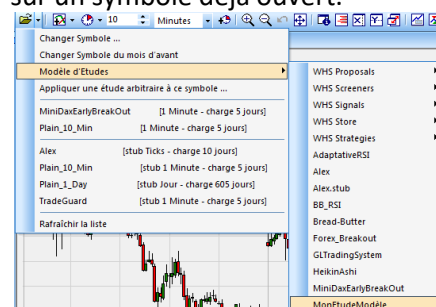 sur un symbole déjà ouvert.
10 Minutes
Changer Symbole ...
Changer Symbole du mois d'avant
Modèle d'Etudes
Appliquer une étude arbitraire à ce symbole ...
MiniDaxEarlyBreakOut [1 Minute - charge 5 jours]
Plain_10_Min [1 Minute - charge 5 jours]
Alex [stub Ticks - charge 10 jours]
Plain_10_Min [stub 1 Minute - charge 5 jours]
Plain_1_Day [stub Jour - charge 605 jours]
TradeGuard [stub 1 Minute - charge 5 jours]
Rafraîchir la liste
WHS Proposals
WHS Screeners
WHS Signals
WHS Store
WHS Strategies
AdaptativeRSI
Alex
Alex.stub
BB_RSI
Bread-Butter
Forex_Breakout
GLTradingSystem
HeikinAshi
MiniDaxEarlyBreakOut
MonEtudeModèle